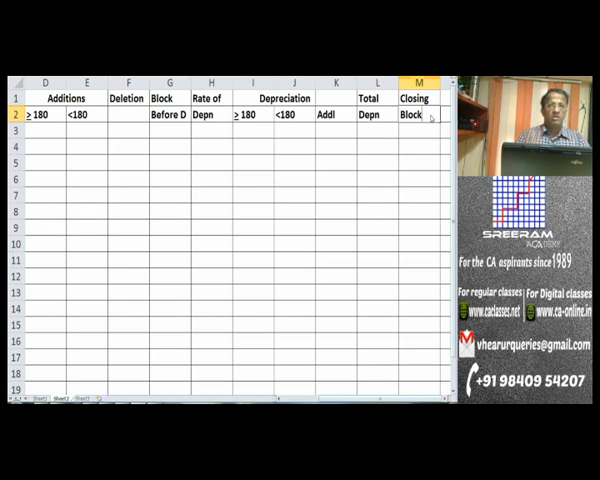 D E F G H I J K L M
1 Additions Deletion Block Rate of Depreciation Total Closing
2 ≥ 180 <180 Before D Depn ≥ 180 <180 Addl Depn Block
3
4
5
6
7
8
9
10
11
12
13
14
15
16
17
18
19
Sheet1 Sheet2 Sheet3
SREERAM
ACADEMY
For the CA aspirants since 1989
For regular classes For Digital classes
www.caclasses.net www.ca-online.in
vhearurqueries@gmail.com
+91 98409 54207